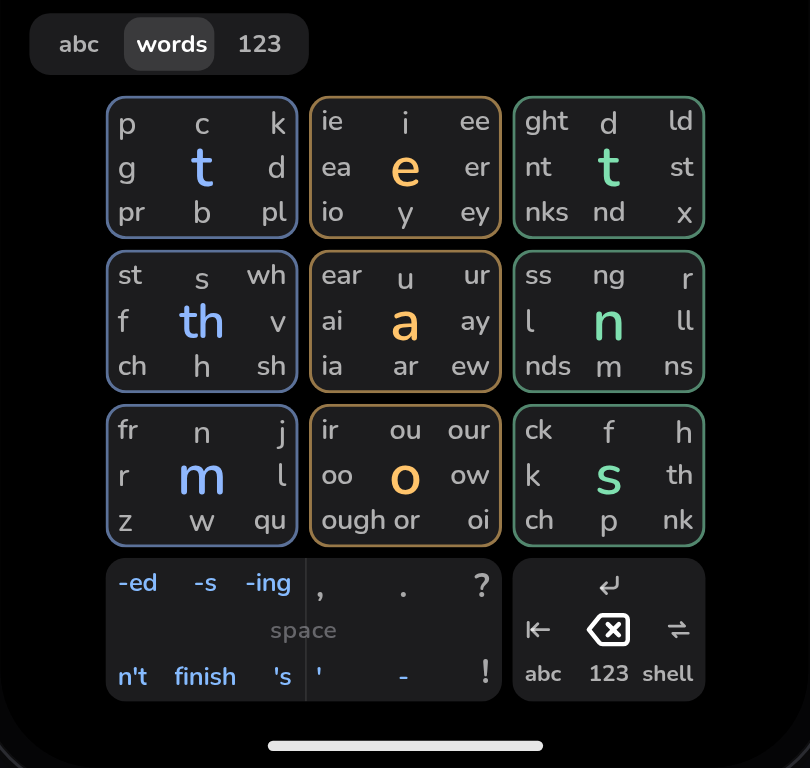 abc words 123
p c k ie i ee ght d ld
g t d ea e er nt t st
pr b pl io y ey nks nd x
st s wh ear u ur ss ng r
f th v ai a ay l n ll
ch h sh ia ar ew nds m ns
fr n j ir ou our ck f h
r m l oo o ow k s th
z w qu ough or oi ch p nk
-ed -s -ing , . ?
space
n't finish 's ' - ! abc 123 shell